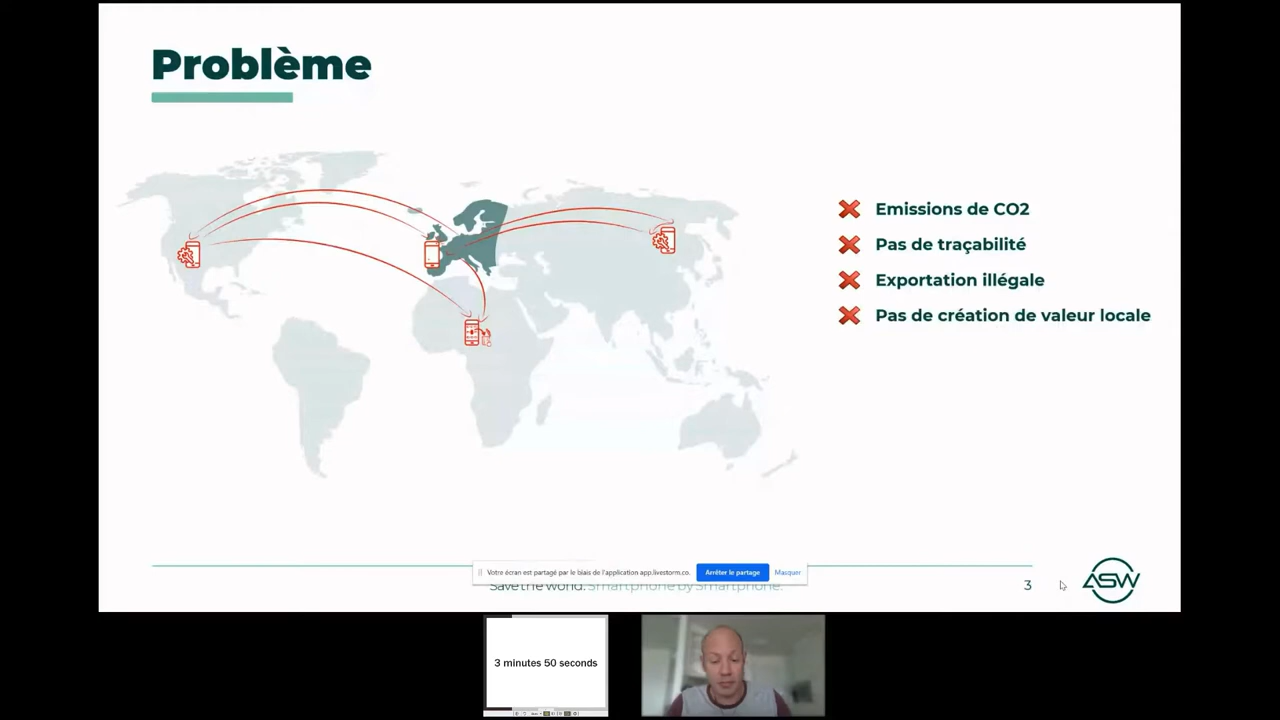 Problème
Emissions de CO2
Pas de traçabilité
Exportation illégale
Pas de création de valeur locale
Votre écran est partagé par le biais de l'application app.livestorm.co.
Arrêter le partage
Masquer
Save the world. Smartphone by Smartphone.
3
ASW
3 minutes 50 seconds